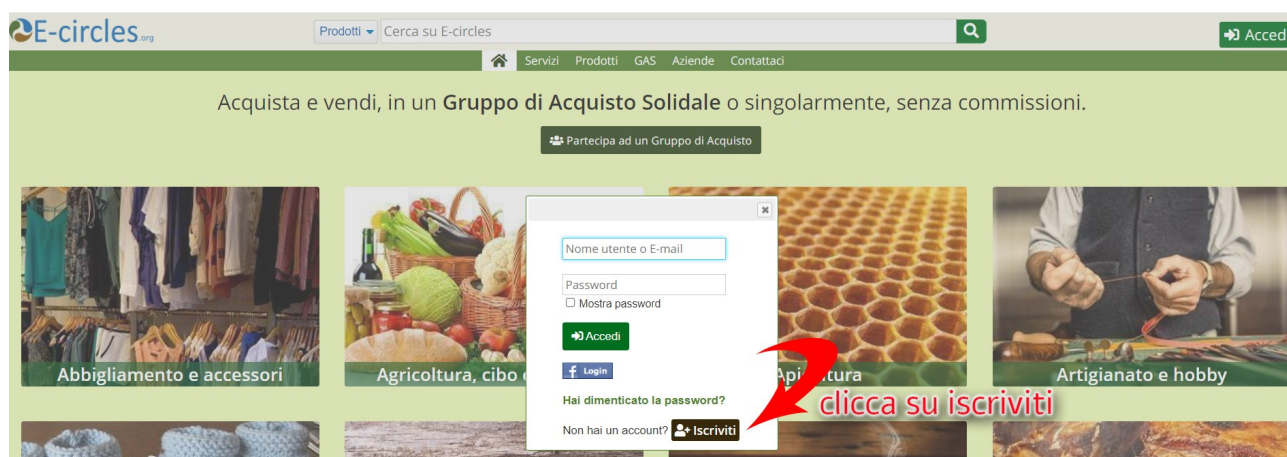 E-circles.org
Prodotti
Cerca su E-circles
Acced
Servizi Prodotti GAS Aziende Contattaci
Acquista e vendi, in un Gruppo di Acquisto Solidale o singolarmente, senza commissioni.
Partecipa ad un Gruppo di Acquisto
Nome utente o E-mail
Password
Mostra password
Accedi
f Login
Hai dimenticato la password?
Non hai un account? Iscriviti
clicca su iscriviti
Abbigliamento e accessori
Agricoltura, cibo
Artigianato e hobby